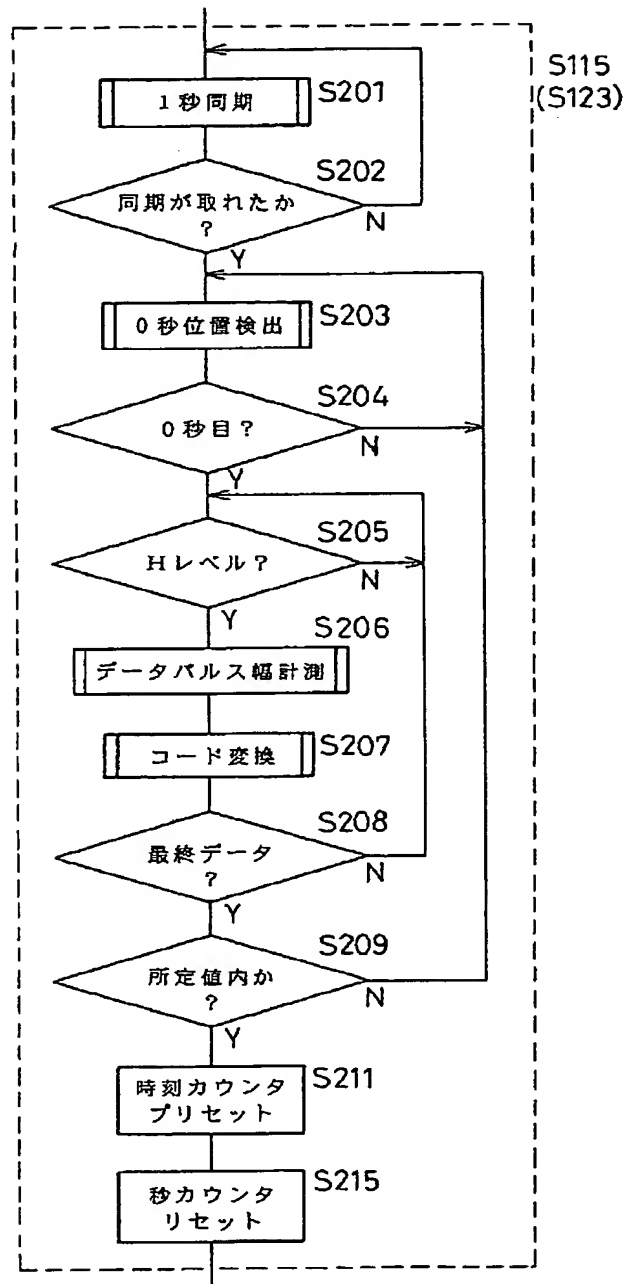 S115
(S123)
1秒同期
S201
S202
同期が取れたか
?
N
Y
0秒位置検出
S203
S204
0秒目?
N
Y
S205
Hレベル?
N
Y
S206
データパルス幅計測
コード変換
S207
S208
最終データ
?
N
Y
S209
所定値内か
?
N
Y
時刻カウンタ
プリセット
S211
秒カウンタ
リセット
S215